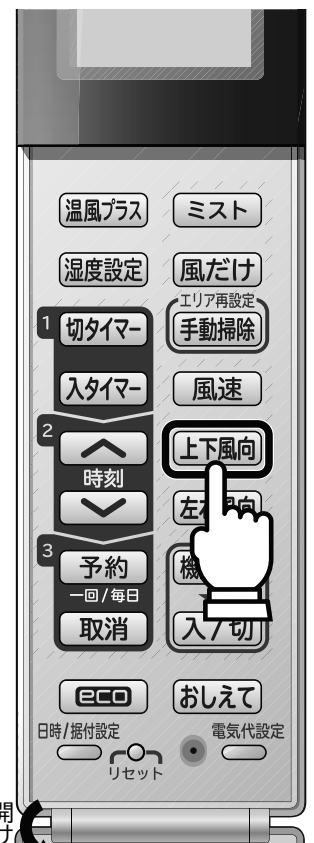 温風プラス
ミスト
湿度設定
風だけ
エリア再設定
1
切タイマー
手動掃除
入タイマー
風速
2
上下風向
時刻
3
予約
一回/毎日
取消
入/切
eco
おしえて
日時/据付設定
電気代設定
リセット
開
け